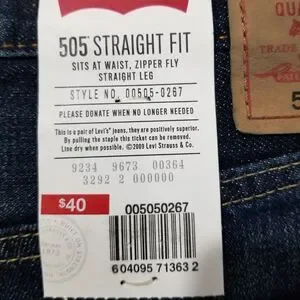 505 STRAIGHT FIT
SITS AT WAIST, ZIPPER FLY
STRAIGHT LEG
STYLE NO. 00505-0267
PLEASE DONATE WHEN NO LONGER NEEDED
This is a pair of Levi's® jeans, they are positively superior.
By pulling the staple this ticket can be removed.
Line dry when possible. ©2009 Levi Strauss & Co.
9234 9673 00364
3292 2 000000
$40
005050267
6 04095 71363 2
QUA
TRADE
5